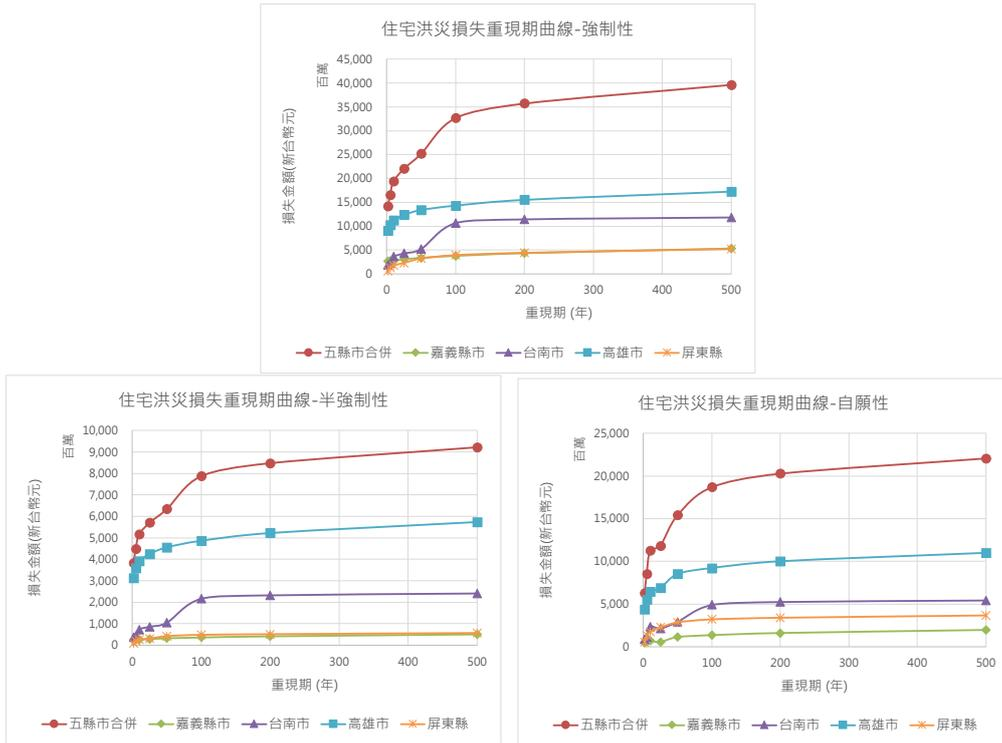 住宅洪災損失重現期曲線-強制性
百萬
損失金額(新台幣元)
45,000
40,000
35,000
30,000
25,000
20,000
15,000
10,000
5,000
0
0 100 200 300 400 500
重現期 (年)
五縣市合併 嘉義縣市 台南市 高雄市 屏東縣
住宅洪災損失重現期曲線-半強制性
百萬
損失金額(新台幣元)
10,000
9,000
8,000
7,000
6,000
5,000
4,000
3,000
2,000
1,000
0
0 100 200 300 400 500
重現期 (年)
五縣市合併 嘉義縣市 台南市 高雄市 屏東縣
住宅洪災損失重現期曲線-自願性
百萬
損失金額(新台幣元)
25,000
20,000
15,000
10,000
5,000
0
0 100 200 300 400 500
重現期 (年)
五縣市合併 嘉義縣市 台南市 高雄市 屏東縣